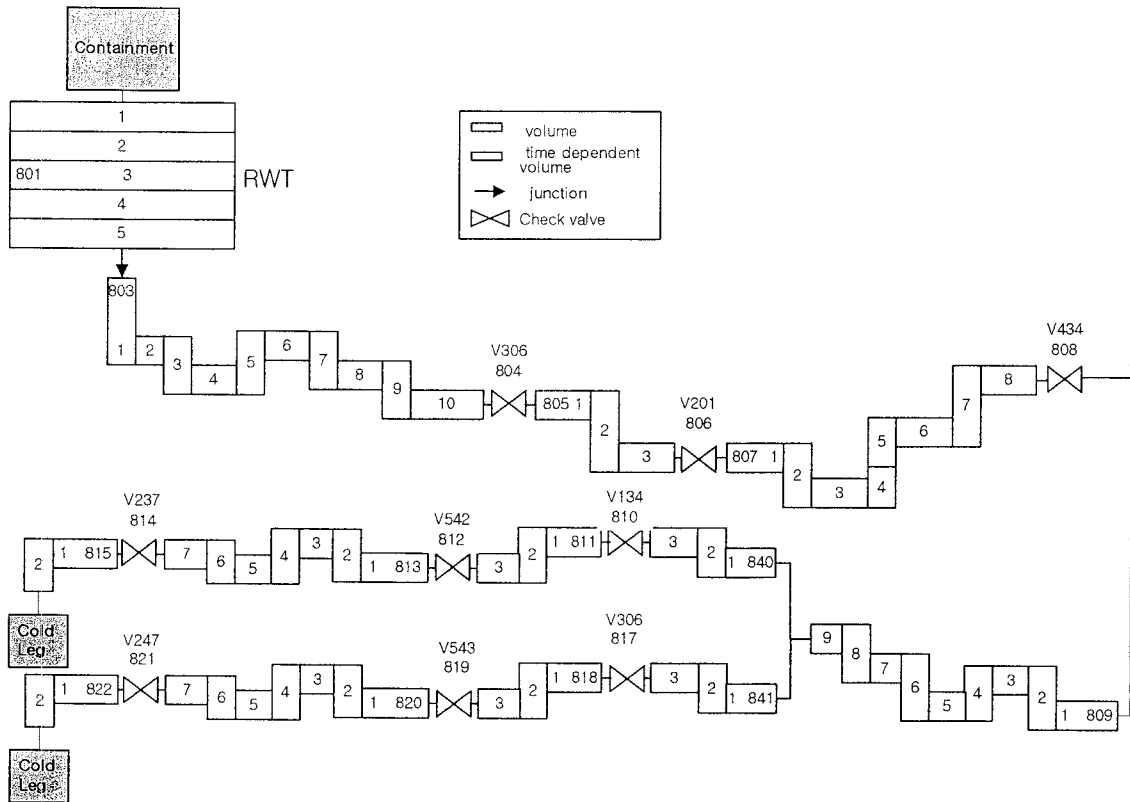 Containment
1
2
801 3
4
5
RWT
volume
time dependent
volume
junction
Check valve
803
1 2 3 4 5 6 7 8 9 10
V306
804
805 1 2 3
V201
806
807 1 2 3 4 5 6 7 8
V434
808
V237
814
V542
812
V134
810
2 1 815 7 6 5 4 3 2 1 813 3 2 1 811 3 2 1 840
Cold
Leg
V247
821
V543
819
V306
817
2 1 822 7 6 5 4 3 2 1 820 3 2 1 818 3 2 1 841
9 8 7 6 5 4 3 2 1 809
Cold
Leg